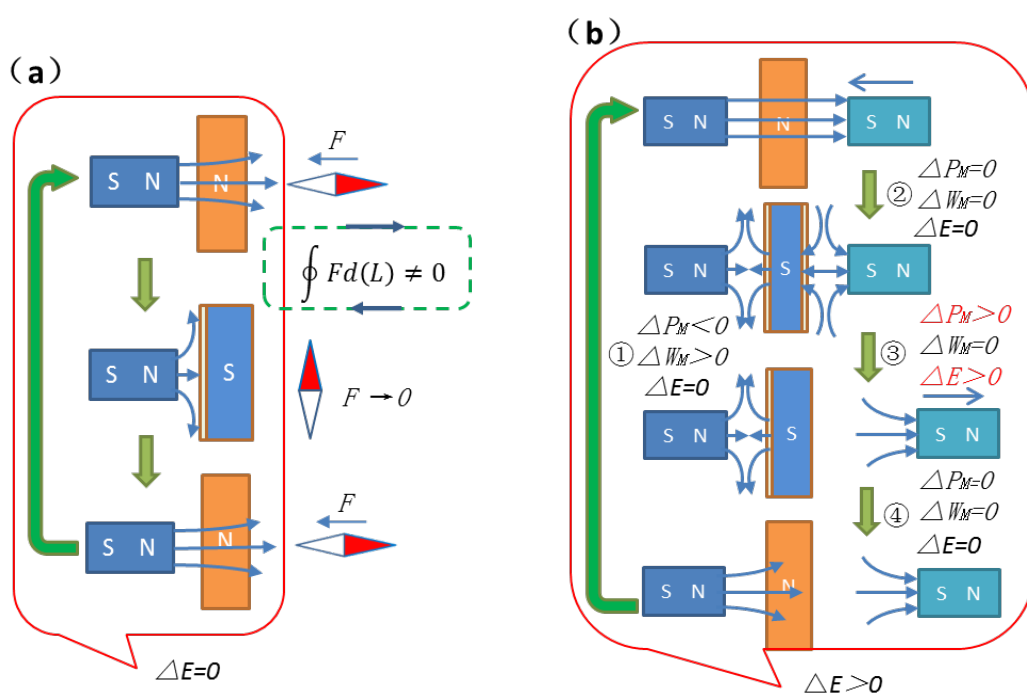 (a)
S N
N
F
∮ Fd(L) ≠ 0
S N
S
F → 0
S N
N
F
△E=0
(b)
S N
N
S N
② △PM=0
△WM=0
△E=0
S N
S
S N
① △PM<0
△WM>0
△E=0
③ △PM>0
△WM=0
△E>0
S N
S
S N
④ △PM=0
△WM=0
△E=0
S N
N
S N
△E>0